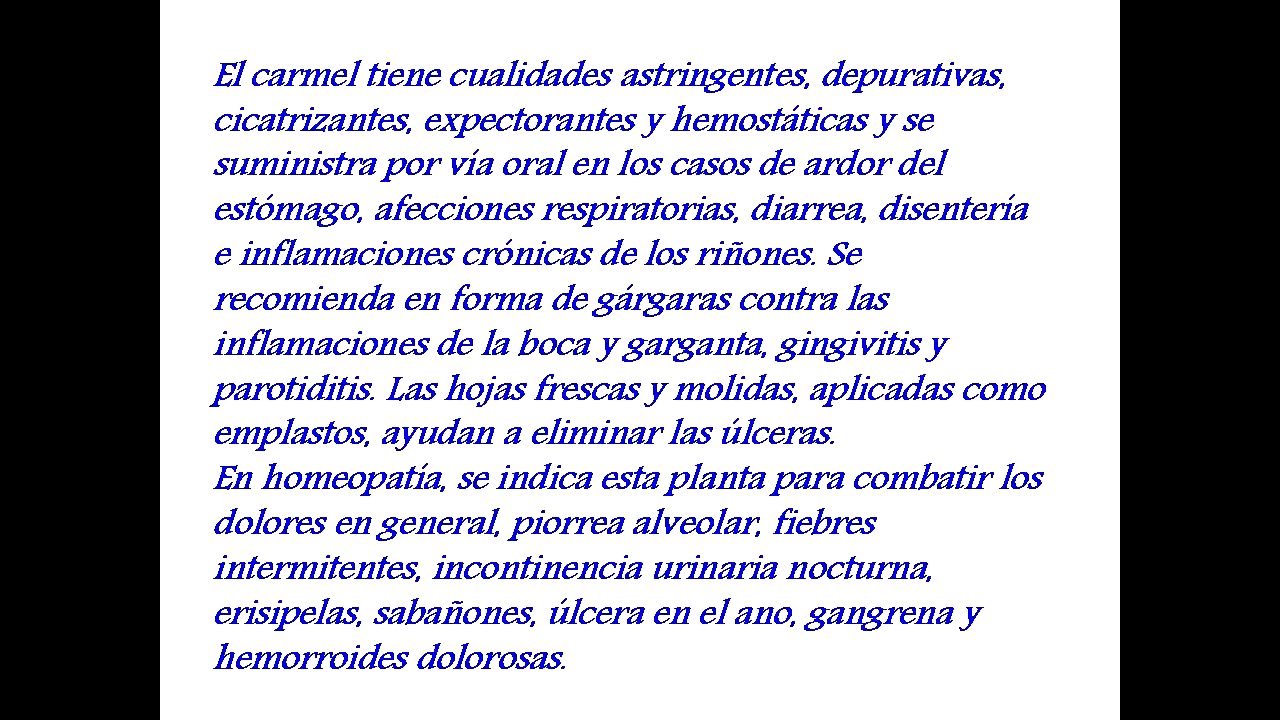 El carmel tiene cualidades astringentes, depurativas,
cicatrizantes, expectorantes y hemostáticas y se
suministra por vía oral en los casos de ardor del
estómago, afecciones respiratorias, diarrea, disentería
e inflamaciones crónicas de los riñones. Se
recomienda en forma de gárgaras contra las
inflamaciones de la boca y garganta, gingivitis y
parotiditis. Las hojas frescas y molidas, aplicadas como
emplastos, ayudan a eliminar las úlceras.
En homeopatía, se indica esta planta para combatir los
dolores en general, piorrea alveolar, fiebres
intermitentes, incontinencia urinaria nocturna,
erisipelas, sabañones, úlcera en el ano, gangrena y
hemorroides dolorosas.